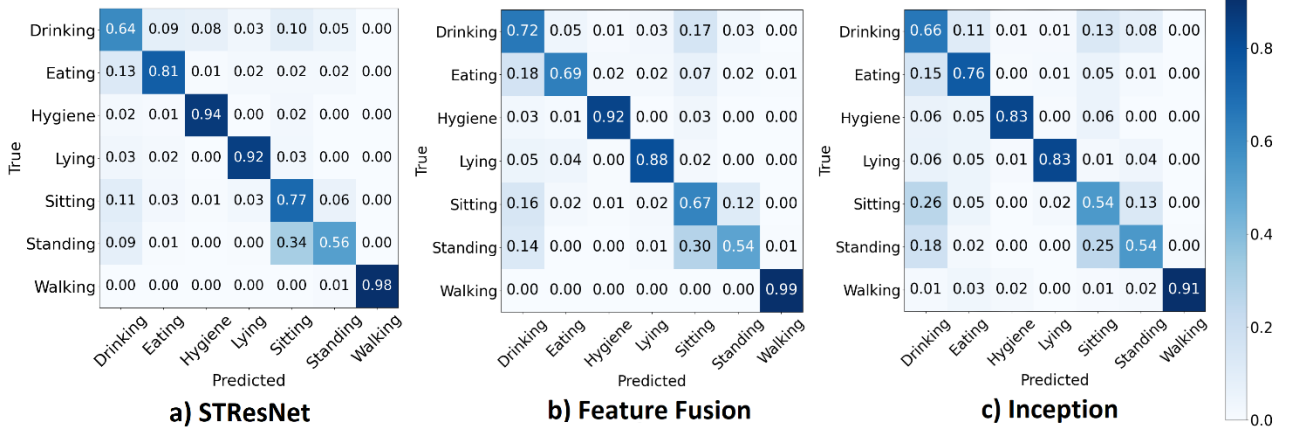 True
Drinking 0.64 0.09 0.08 0.03 0.10 0.05 0.00
Eating 0.13 0.81 0.01 0.02 0.02 0.02 0.00
Hygiene 0.02 0.01 0.94 0.00 0.02 0.00 0.00
Lying 0.03 0.02 0.00 0.92 0.03 0.00 0.00
Sitting 0.11 0.03 0.01 0.03 0.77 0.06 0.00
Standing 0.09 0.01 0.00 0.00 0.34 0.56 0.00
Walking 0.00 0.00 0.00 0.00 0.00 0.01 0.98
Drinking Eating Hygiene Lying Sitting Standing Walking
Predicted
a) STResNet
True
Drinking 0.72 0.05 0.01 0.03 0.17 0.03 0.00
Eating 0.18 0.69 0.02 0.02 0.07 0.02 0.01
Hygiene 0.03 0.01 0.92 0.00 0.03 0.00 0.00
Lying 0.05 0.04 0.00 0.88 0.02 0.00 0.00
Sitting 0.16 0.02 0.01 0.02 0.67 0.12 0.00
Standing 0.14 0.00 0.00 0.01 0.30 0.54 0.01
Walking 0.00 0.00 0.00 0.00 0.00 0.00 0.99
Drinking Eating Hygiene Lying Sitting Standing Walking
Predicted
b) Feature Fusion
True
Drinking 0.66 0.11 0.01 0.01 0.13 0.08 0.00
Eating 0.15 0.76 0.00 0.01 0.05 0.01 0.00
Hygiene 0.06 0.05 0.83 0.00 0.06 0.00 0.00
Lying 0.06 0.05 0.01 0.83 0.01 0.04 0.00
Sitting 0.26 0.05 0.00 0.02 0.54 0.13 0.00
Standing 0.18 0.02 0.00 0.00 0.25 0.54 0.00
Walking 0.01 0.03 0.02 0.00 0.01 0.02 0.91
Drinking Eating Hygiene Lying Sitting Standing Walking
Predicted
c) Inception
0.8
0.6
0.4
0.2
0.0